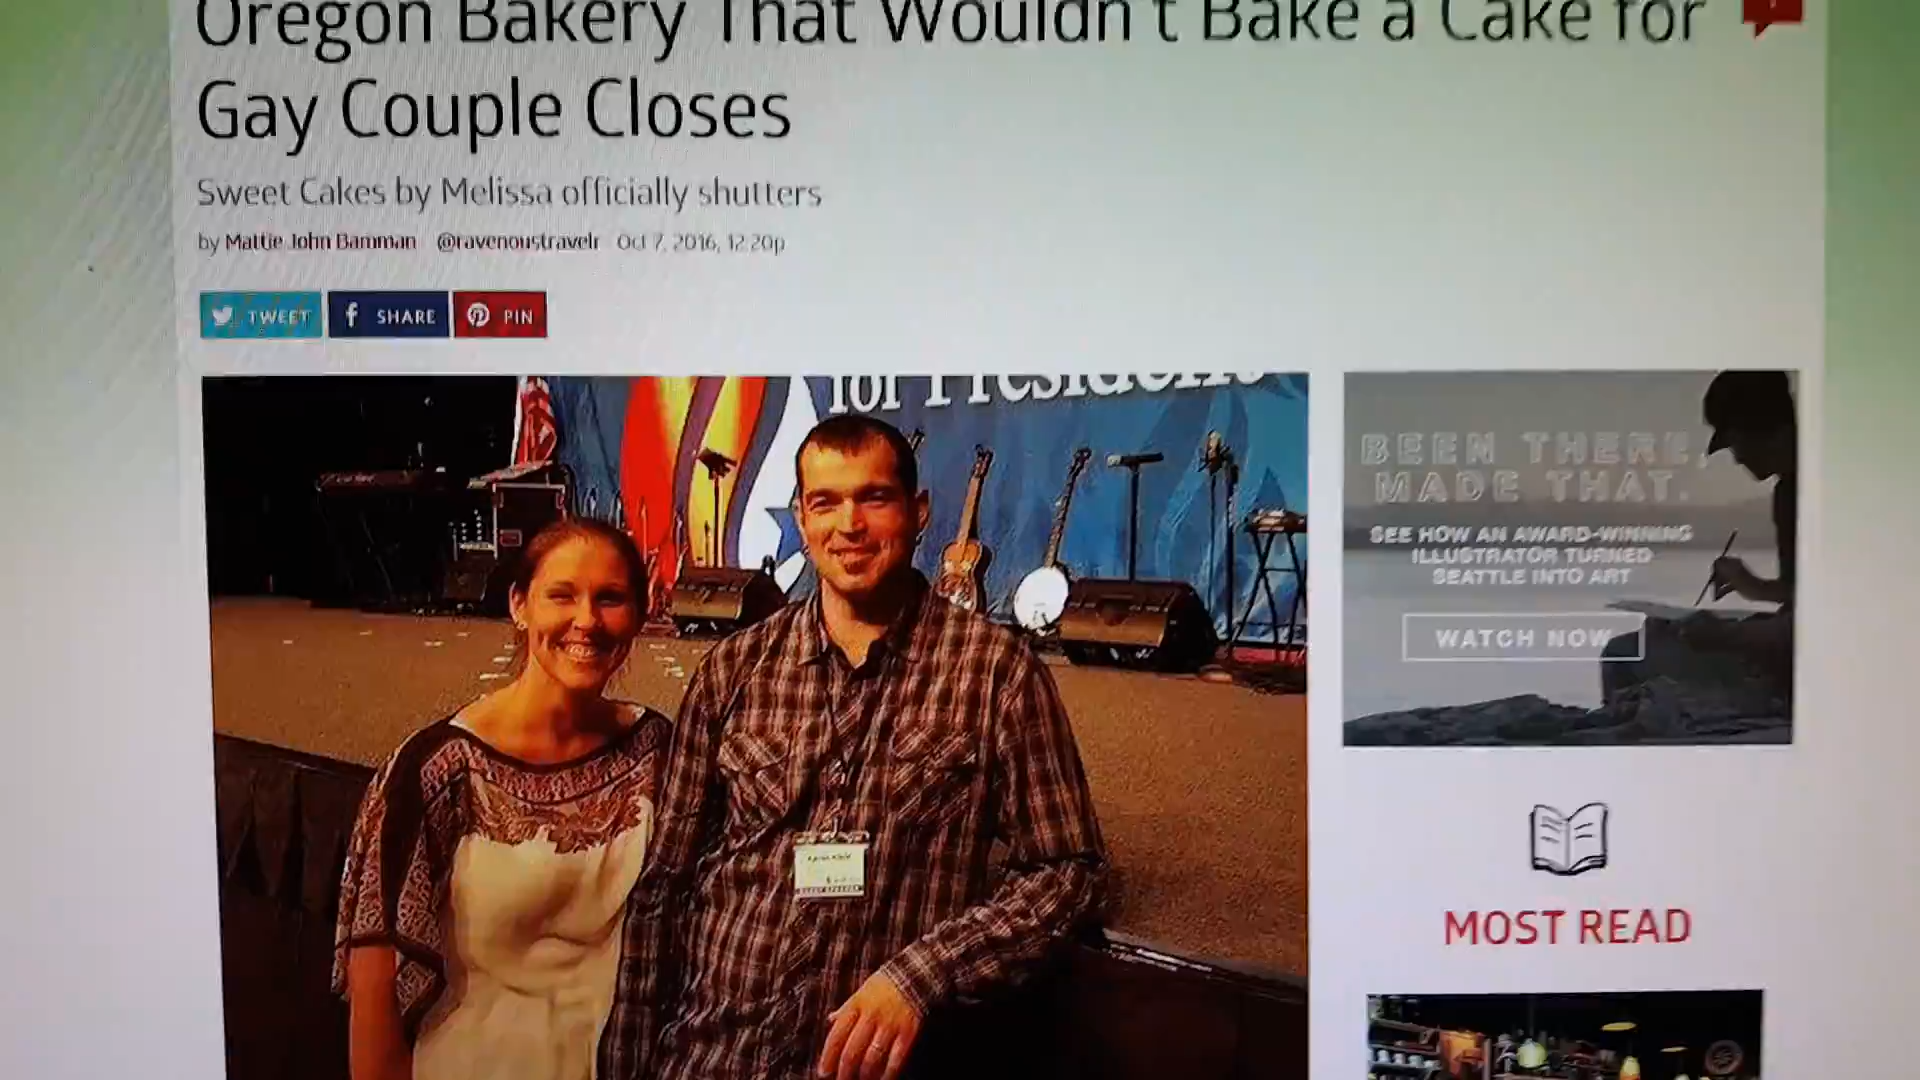 Oregon Bakery That Wouldn't Bake a Cake for
Gay Couple Closes
Sweet Cakes by Melissa officially shutters
by Mattie John Bamman @ravenoustravelr Oct 7, 2016, 12:20p
TWEET
SHARE
PIN
for President
BEEN THERE,
MADE THAT.
SEE HOW AN AWARD-WINNING
ILLUSTRATOR TURNED
SEATTLE INTO ART
WATCH NOW
MOST READ